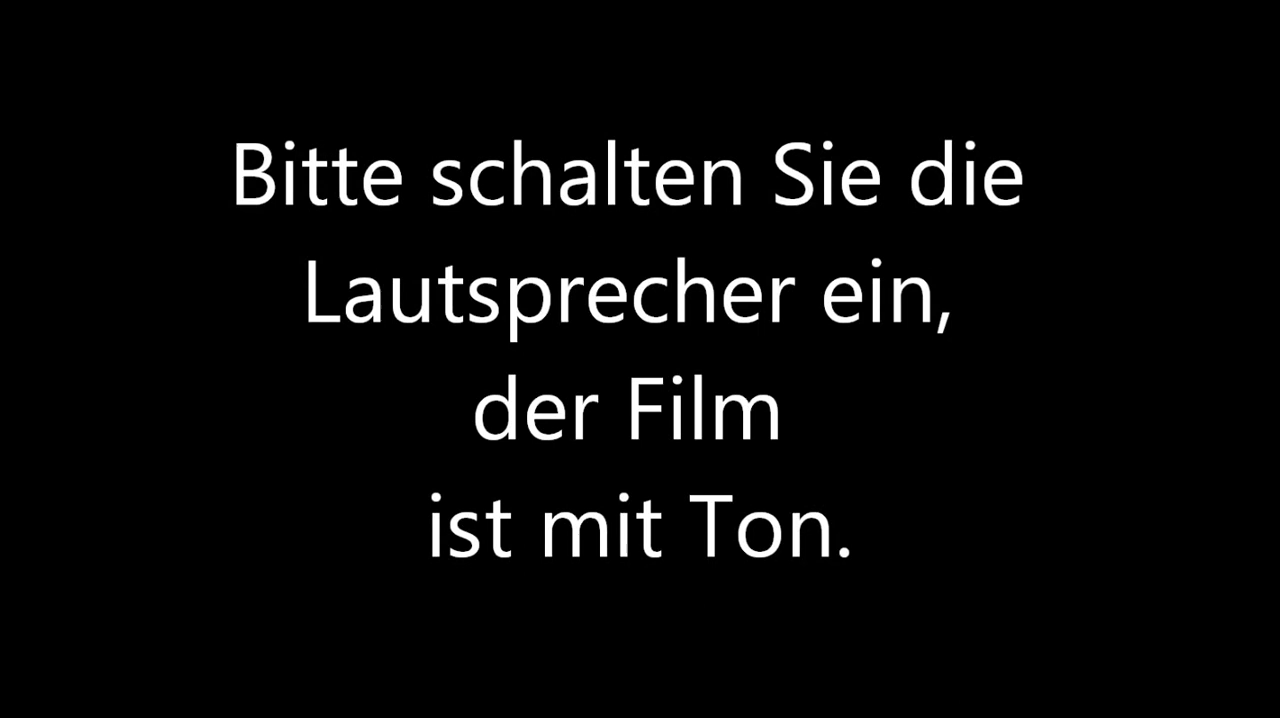 Bitte schalten Sie die
Lautsprecher ein,
der Film
ist mit Ton.